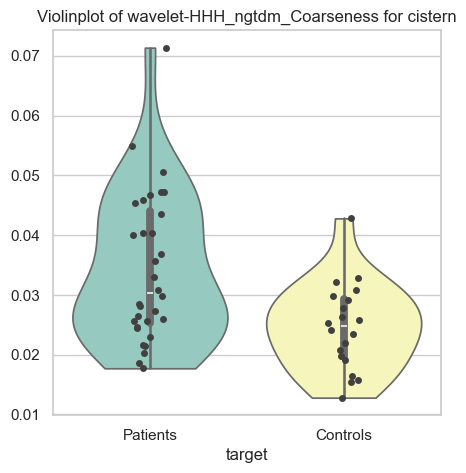 Violinplot of wavelet-HHH_ngtdm_Coarseness for cistern
0.07
0.06
0.05
0.04
0.03
0.02
0.01
Patients Controls
target